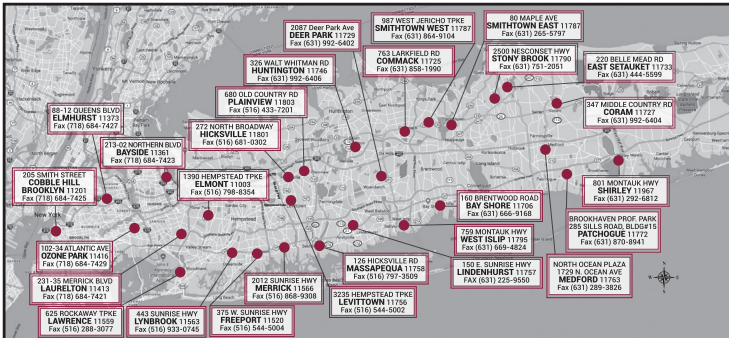 2087 Deer Park Ave
DEER PARK 11729
Fax (631) 992-6402
987 WEST JERICHO TPKE
SMITHTOWN WEST 11787
Fax (631) 864-9104
80 MAPLE AVE
SMITHTOWN EAST 11787
Fax (631) 265-5797
326 WALT WHITMAN RD
HUNTINGTON 11746
Fax (631) 992-6406
763 LARKFIELD RD
COMMACK 11725
Fax (631) 858-1990
2500 NESCONSET HWY
STONY BROOK 11790
Fax (631) 751-2051
220 BELLE MEAD RD
EAST SETAUKET 11733
Fax (631) 444-5599
680 OLD COUNTRY RD
PLAINVIEW 11803
Fax (516) 433-7201
88-12 QUEENS BLVD
ELMHURST 11373
Fax (718) 684-7427
272 NORTH BROADWAY
HICKSVILLE 11801
Fax (516) 681-0302
347 MIDDLE COUNTRY RD
CORAM 11727
Fax (631) 992-6404
213-02 NORTHERN BLVD
BAYSIDE 11361
Fax (718) 684-7423
205 SMITH STREET
COBBLE HILL
BROOKLYN 11201
Fax (718) 684-7425
1390 HEMPSTEAD TPKE
ELMONT 11003
Fax (516) 798-8354
801 MONTAUK HWY
SHIRLEY 11967
Fax (631) 292-6812
160 BRENTWOOD ROAD
BAY SHORE 11706
Fax (631) 666-9168
New York
Huntington
Hempstead
Valley Stream
Long Beach
BROOKHAVEN PROF. PARK
285 SILLS ROAD, BLDG#15
PATCHOGUE 11772
Fax (631) 870-8941
759 MONTAUK HWY
WEST ISLIP 11795
Fax (631) 669-4824
102-34 ATLANTIC AVE
OZONE PARK 11416
Fax (718) 684-7429
126 HICKSVILLE RD
MASSAPEQUA 11758
Fax (516) 797-3509
150 E. SUNRISE HWY
LINDENHURST 11757
FAX (631) 225-9550
NORTH OCEAN PLAZA
1729 N. OCEAN AVE
MEDFORD 11763
Fax (631) 289-3826
231-35 MERRICK BLVD
LAURELTON 11413
Fax (718) 684-7421
2012 SUNRISE HWY
MERRICK 11566
Fax (516) 868-9308
3235 HEMPSTED TPKE
LEVITTOWN 11756
Fax (516) 544-5002
625 ROCKAWAY TPKE
LAWRENCE 11559
Fax (516) 288-3077
443 SUNRISE HWY
LYNBROOK 11563
Fax (516) 933-0745
375 W. SUNRISE HWY
FREEPORT 11520
Fax (516) 544-5004